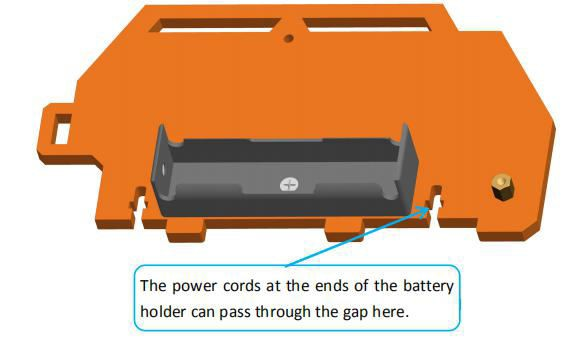 The power cords at the ends of the battery
holder can pass through the gap here.